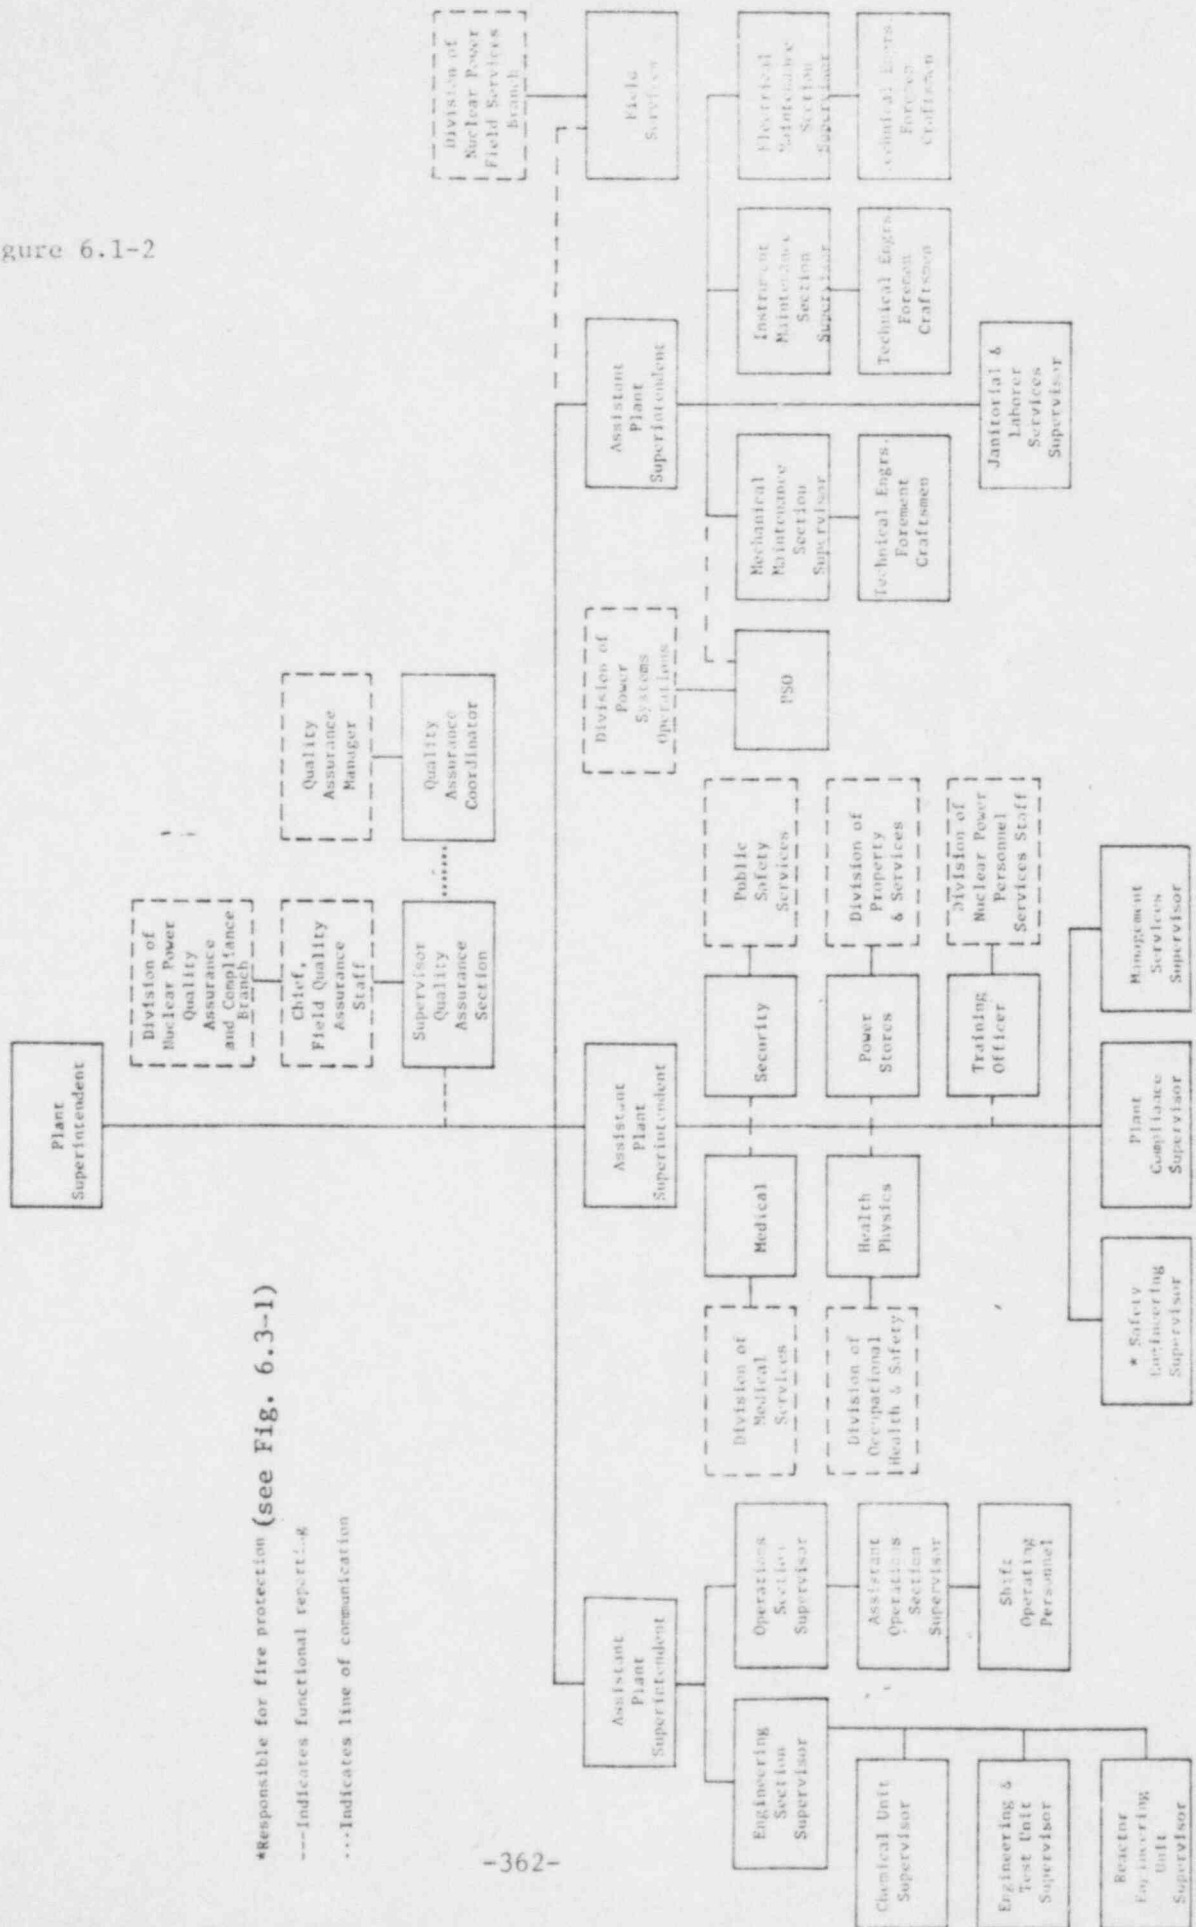 gure 6.1-2
Plant
Superintendent
Division of
Nuclear Power
Quality
Assurance
and Compliance
Branch
Chief,
Field Quality
Assurance
Staff
Supervisor
Quality
Assurance
Section
Quality
Assurance
Manager
Quality
Assurance
Coordinator
*Responsible for fire protection (see Fig. 6.3-1)
---Indicates functional reporting
...Indicates line of communication
Assistant
Plant
Superintendent
Engineering
Section
Supervisor
Operations
Section
Supervisor
Chemical Unit
Supervisor
Engineering &
Test Unit
Supervisor
Reactor
Engineering
Unit
Supervisor
Assistant
Operations
Section
Supervisor
Shift
Operating
Personnel
Assistant
Plant
Superintendent
Division of
Medical
Services
Medical
Security
Public
Safety
Services
Division of
Occupational
Health & Safety
Health
Physics
Power
Stores
Division of
Property
& Services
Training
Officer
Division of
Nuclear Power
Personnel
Services Staff
* Safety
Engineering
Supervisor
Plant
Compliance
Supervisor
Management
Services
Supervisor
Assistant
Plant
Superintendent
Division of
Power
Systems
Operations
PSO
Division of
Nuclear Power
Field Services
Branch
Field
Services
Mechanical
Maintenance
Section
Supervisor
Instrument
Maintenance
Section
Supervisor
Electrical
Maintenance
Section
Supervisor
Technical Engrs.
Forement
Craftsmen
Technical Engrs.
Foremen
Craftsmen
Engrs.
Foremen
Craftsmen
Janitorial &
Laborer
Services
Supervisor
-362-